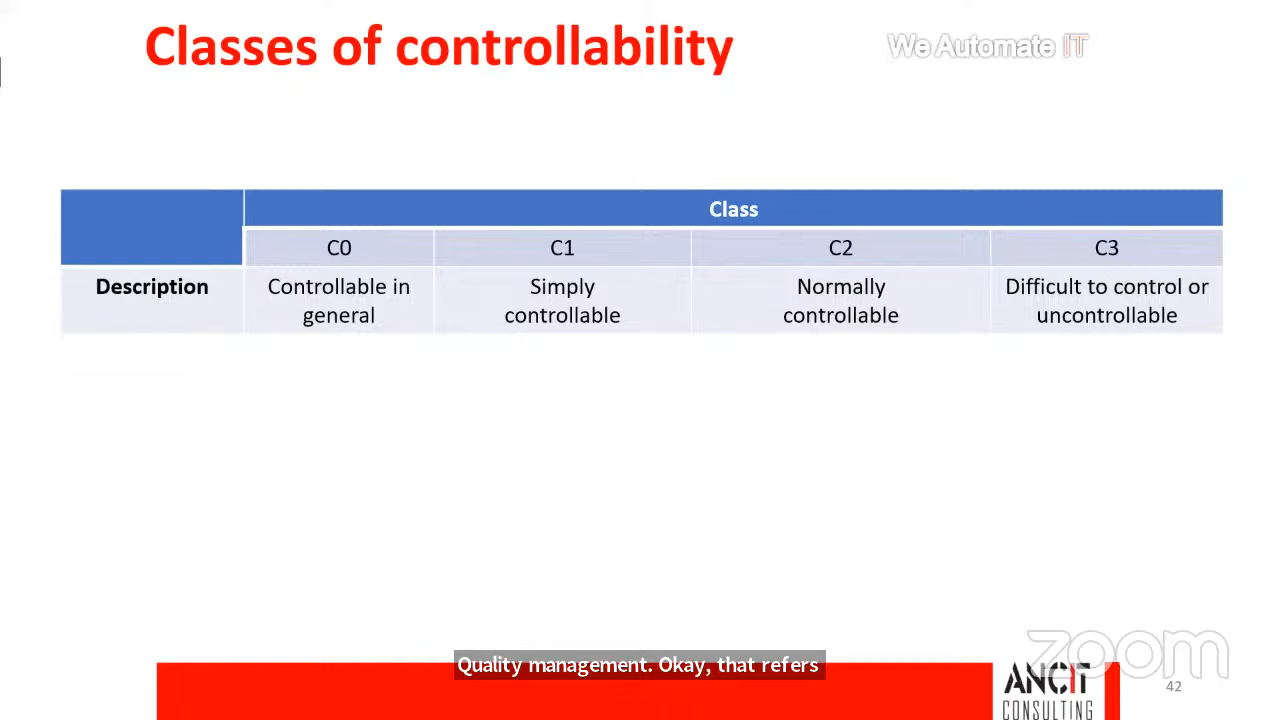 Classes of controllability
We Automate IT
Class
C0 C1 C2 C3
Description
Controllable in
general
Simply
controllable
Normally
controllable
Difficult to control or
uncontrollable
Quality management. Okay, that refers
zoom
ANCIT
CONSULTING
42